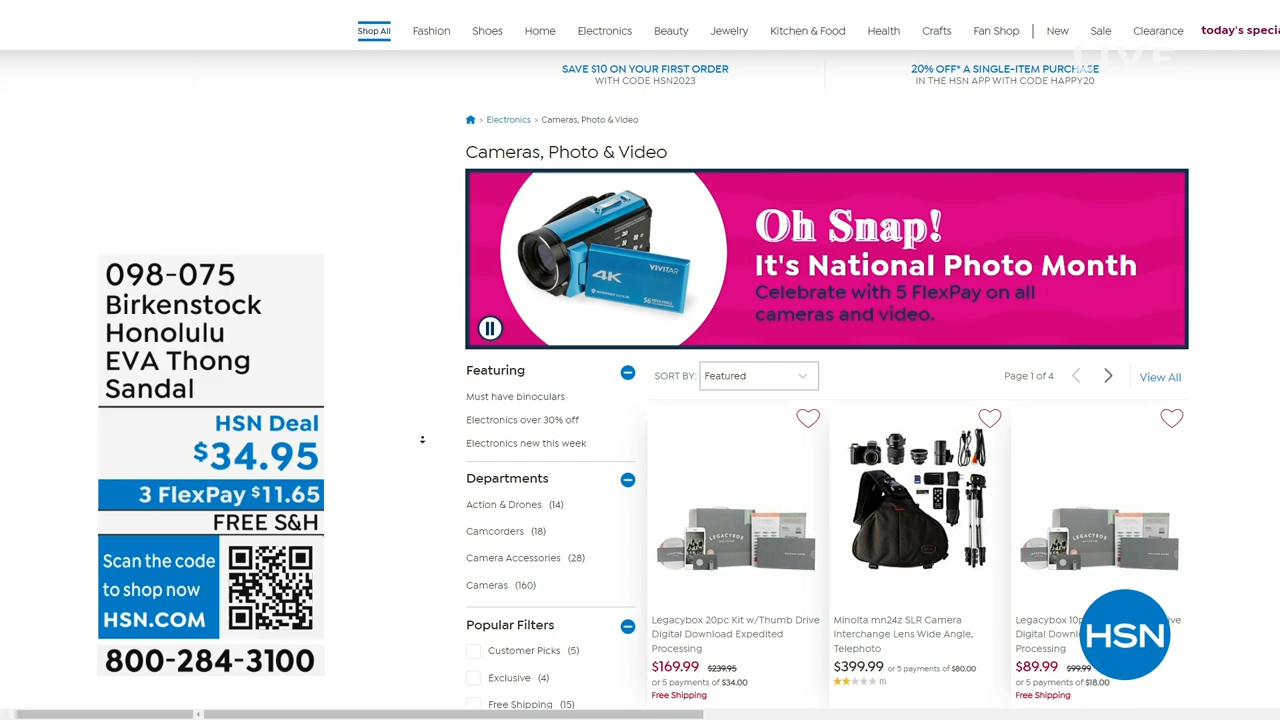 Shop All Fashion Shoes Home Electronics Beauty Jewelry Kitchen & Food Health Crafts Fan Shop New Sale Clearance today's specia
LIVE
SAVE $10 ON YOUR FIRST ORDER
WITH CODE HSN2023
20% OFF* A SINGLE-ITEM PURCHASE
IN THE HSN APP WITH CODE HAPPY20
> Electronics > Cameras, Photo & Video
Cameras, Photo & Video
4K
VIVITAR
Oh Snap!
It's National Photo Month
Celebrate with 5 FlexPay on all
cameras and video.
098-075
Birkenstock
Honolulu
EVA Thong
Sandal
HSN Deal
$34.95
3 FlexPay $11.65
FREE S&H
Scan the code
to shop now
HSN.COM
800-284-3100
Featuring
Must have binoculars
Electronics over 30% off
Electronics new this week
Departments
Action & Drones (14)
Camcorders (18)
Camera Accessories (28)
Cameras (160)
Popular Filters
Customer Picks (5)
Exclusive (4)
Free Shipping (15)
SORT BY: Featured
Page 1 of 4
View All
LEGACYBOX
Legacybox 20pc Kit w/Thumb Drive
Digital Download Expedited
Processing
$169.99 $239.95
or 5 payments of $34.00
Free Shipping
Minolta mn24z SLR Camera
Interchange Lens Wide Angle,
Telephoto
$399.99 or 5 payments of $80.00
(1)
LEGACYBOX
Legacybox 10p ve
Digital Downl
Processing
$89.99 $99.99
or 5 payments of $18.00
Free Shipping
HSN